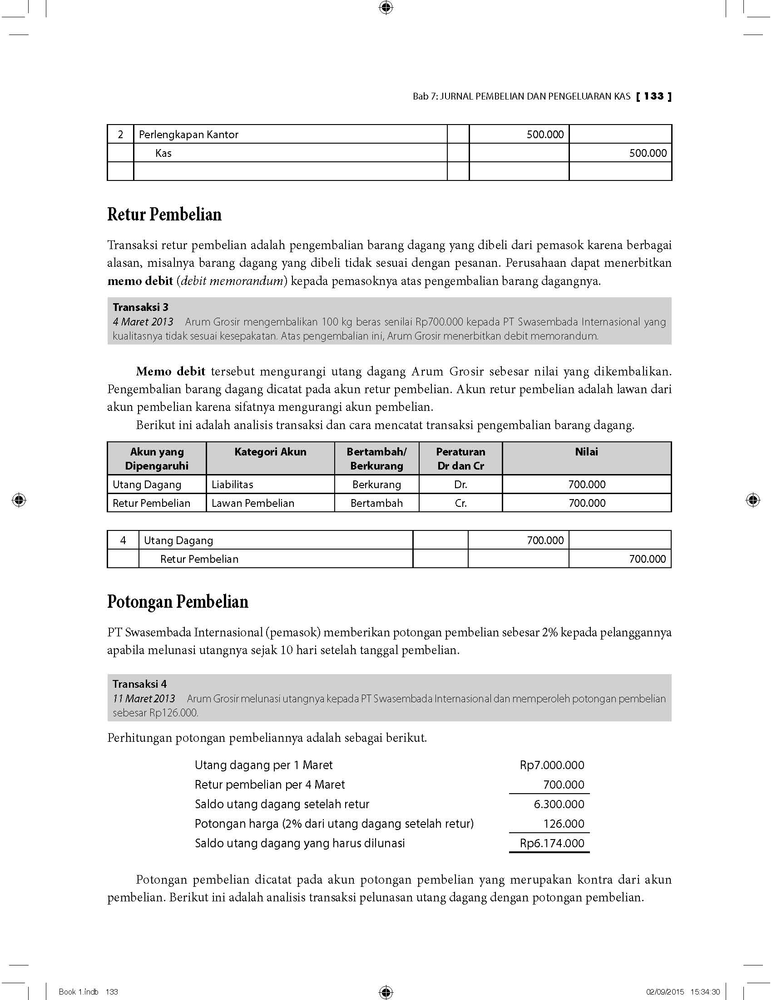 Bab 7: JURNAL PEMBELIAN DAN PENGELUARAN KAS [ 133 ]
2 Perlengkapan Kantor 500.000
Kas 500.000
Retur Pembelian
Transaksi retur pembelian adalah pengembalian barang dagang yang dibeli dari pemasok karena berbagai
alasan, misalnya barang dagang yang dibeli tidak sesuai dengan pesanan. Perusahaan dapat menerbitkan
memo debit (debit memorandum) kepada pemasoknya atas pengembalian barang dagangnya.
Transaksi 3
4 Maret 2013 Arum Grosir mengembalikan 100 kg beras senilai Rp700.000 kepada PT Swasembada Internasional yang
kualitasnya tidak sesuai kesepakatan. Atas pengembalian ini, Arum Grosir menerbitkan debit memorandum.
Memo debit tersebut mengurangi utang dagang Arum Grosir sebesar nilai yang dikembalikan.
Pengembalian barang dagang dicatat pada akun retur pembelian. Akun retur pembelian adalah lawan dari
akun pembelian karena sifatnya mengurangi akun pembelian.
Berikut ini adalah analisis transaksi dan cara mencatat transaksi pengembalian barang dagang.
Akun yang Kategori Akun Bertambah/ Peraturan Nilai
Dipengaruhi Berkurang Dr dan Cr
Utang Dagang Liabilitas Berkurang Dr. 700.000
Retur Pembelian Lawan Pembelian Bertambah Cr. 700.000
4 Utang Dagang 700.000
Retur Pembelian 700.000
Potongan Pembelian
PT Swasembada Internasional (pemasok) memberikan potongan pembelian sebesar 2% kepada pelanggannya
apabila melunasi utangnya sejak 10 hari setelah tanggal pembelian.
Transaksi 4
11 Maret 2013 Arum Grosir melunasi utangnya kepada PT Swasembada Internasional dan memperoleh potongan pembelian
sebesar Rp126.000.
Perhitungan potongan pembeliannya adalah sebagai berikut.
Utang dagang per 1 Maret Rp7.000.000
Retur pembelian per 4 Maret 700.000
Saldo utang dagang setelah retur 6.300.000
Potongan harga (2% dari utang dagang setelah retur) 126.000
Saldo utang dagang yang harus dilunasi Rp6.174.000
Potongan pembelian dicatat pada akun potongan pembelian yang merupakan kontra dari akun
pembelian. Berikut ini adalah analisis transaksi pelunasan utang dagang dengan potongan pembelian.
Book 1.indb 133 02/09/2015 15:34:30